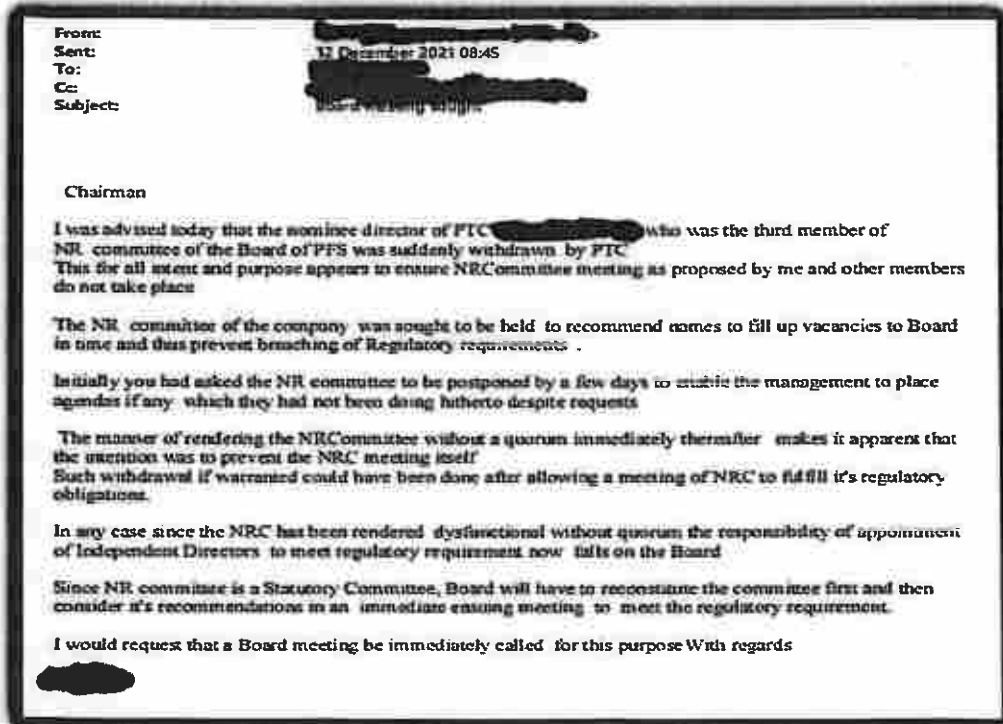 From:
Sent: 12 December 2021 08:45
To:
Cc:
Subject:
Chairman
I was advised today that the nominee director of PTC who was the third member of
NR committee of the Board of PFS was suddenly withdrawn by PTC
This for all intent and purpose appears to ensure NRCommittee meeting as proposed by me and other members
do not take place
The NR committee of the company was sought to be held to recommend names to fill up vacancies to Board
in time and thus prevent breaching of Regulatory requirements .
Initially you had asked the NR committee to be postponed by a few days to enable the management to place
agendas if any which they had not been doing hitherto despite requests
The manner of rendering the NRCommittee without a quorum immediately thereafter makes it apparent that
the intention was to prevent the NRC meeting itself
Such withdrawal if warranted could have been done after allowing a meeting of NRC to fulfill it's regulatory
obligations.
In any case since the NRC has been rendered dysfunctional without quorum the responsibility of appointment
of Independent Directors to meet regulatory requirement now falls on the Board
Since NR committee is a Statutory Committee, Board will have to reconstitute the committee first and then
consider it's recommendations in an immediate ensuing meeting to meet the regulatory requirement.
I would request that a Board meeting be immediately called for this purpose With regards